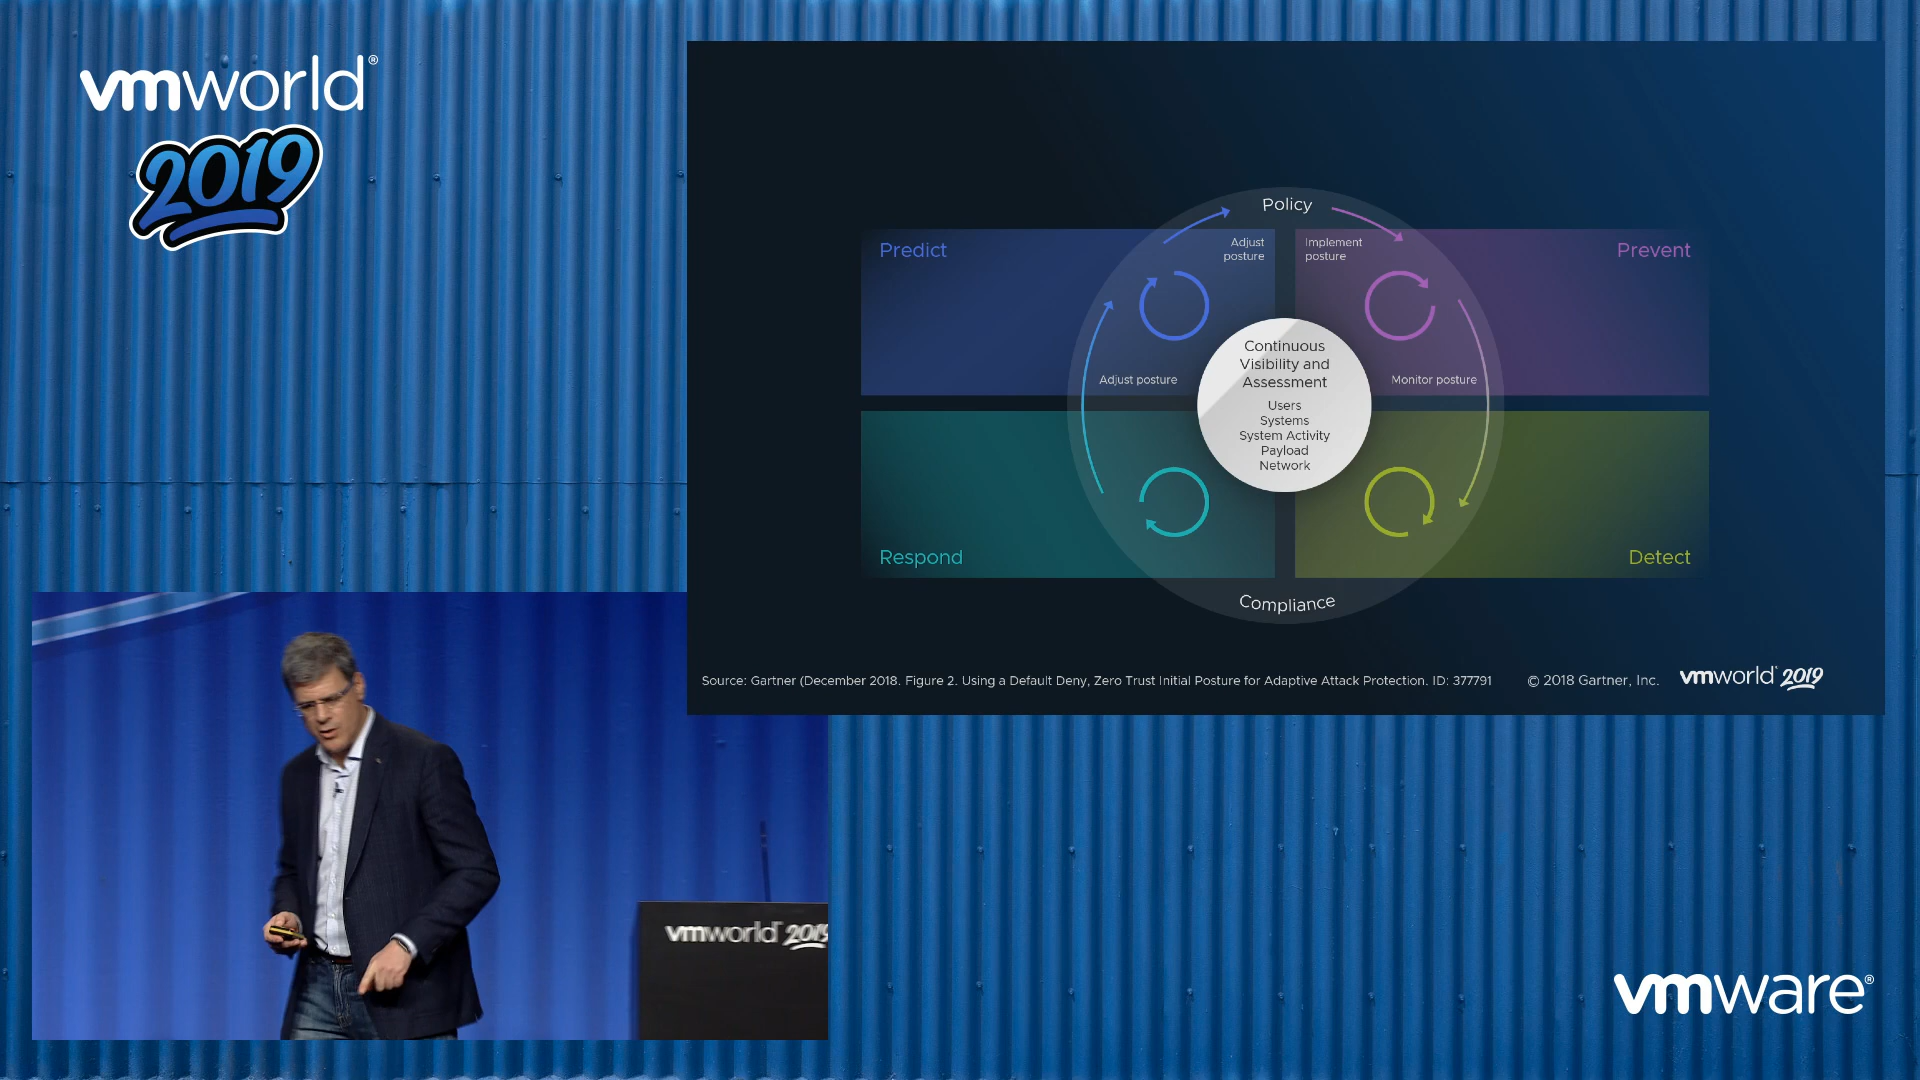 vmworld®
2019
Policy
Predict
Adjust
posture
Implement
posture
Prevent
Adjust posture
Monitor posture
Continuous
Visibility and
Assessment
Users
Systems
System Activity
Payload
Network
Respond
Detect
Compliance
Source: Gartner (December 2018. Figure 2. Using a Default Deny, Zero Trust Initial Posture for Adaptive Attack Protection. ID: 377791
© 2018 Gartner, Inc.
vmworld® 2019
vmworld® 2019
vmware®